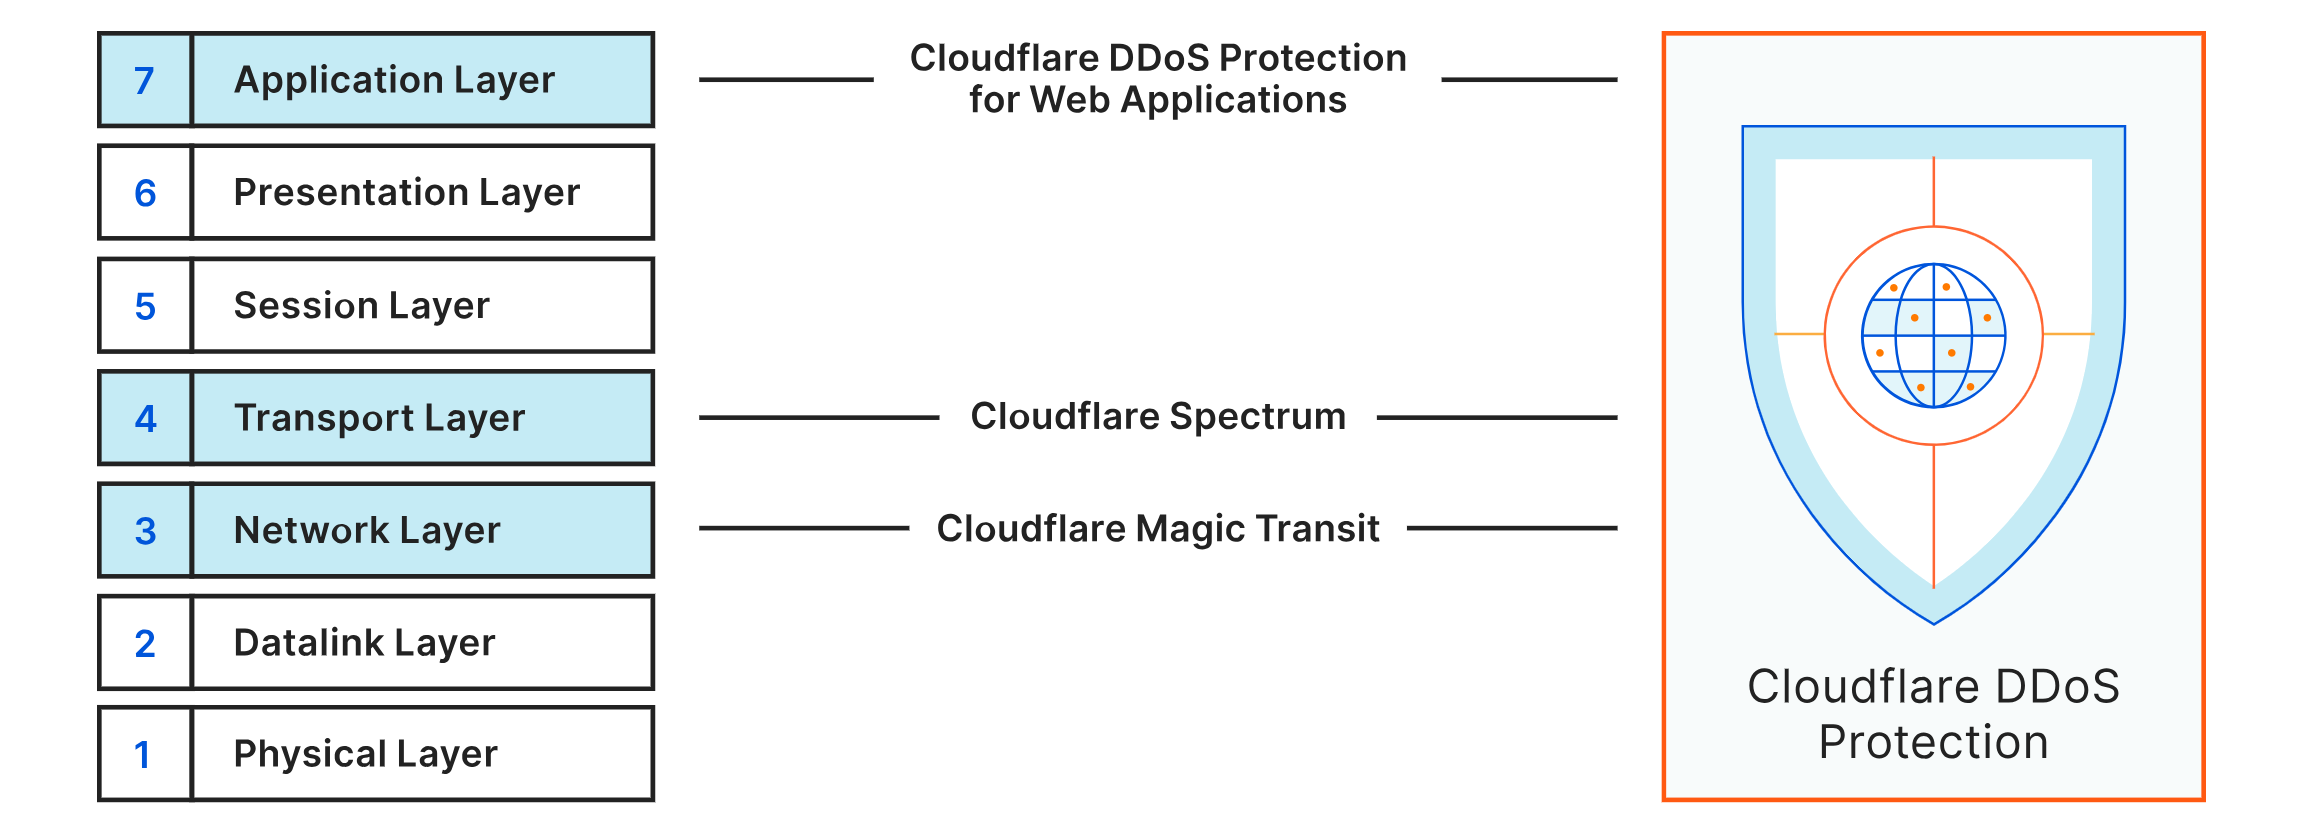 7 Application Layer
Cloudflare DDoS Protection
for Web Applications
6 Presentation Layer
5 Session Layer
4 Transport Layer
Cloudflare Spectrum
3 Network Layer
Cloudflare Magic Transit
2 Datalink Layer
1 Physical Layer
Cloudflare DDoS
Protection